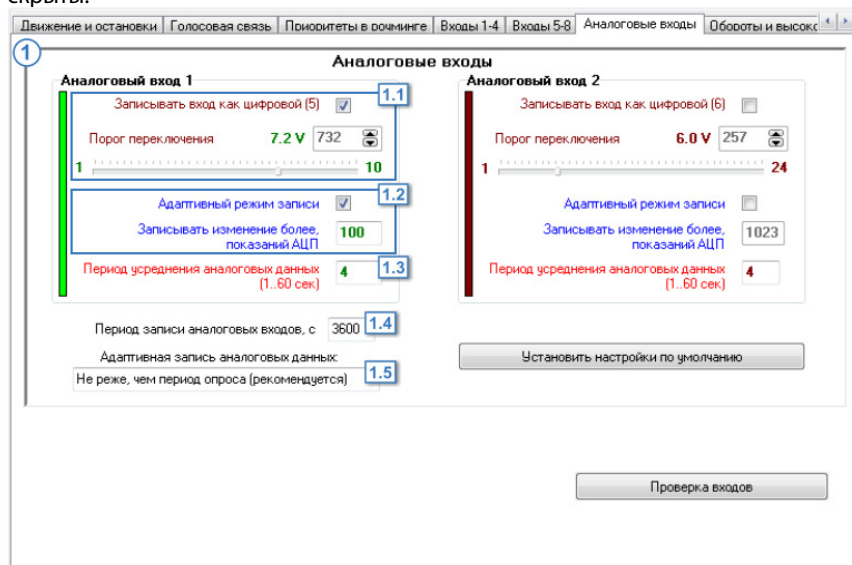 скрыты.
Движение и остановки Голосовая связь Приоритеты в роуминге Входы 1-4 Входы 5-8 Аналоговые входы Обороты и высокс
1
Аналоговые входы
Аналоговый вход 1
Записывать вход как цифровой (5)
1.1
Порог переключения 7.2 V 732
1 10
Адаптивный режим записи
1.2
Записывать изменение более, показаний АЦП 100
Период усреднения аналоговых данных (1..60 сек) 4
1.3
Аналоговый вход 2
Записывать вход как цифровой (6)
Порог переключения 6.0 V 257
1 24
Адаптивный режим записи
Записывать изменение более, показаний АЦП 1023
Период усреднения аналоговых данных (1..60 сек) 4
Период записи аналоговых входов, с 3600 1.4
Адаптивная запись аналоговых данных:
Не реже, чем период опроса (рекомендуется) 1.5
Установить настройки по умолчанию
Проверка входов